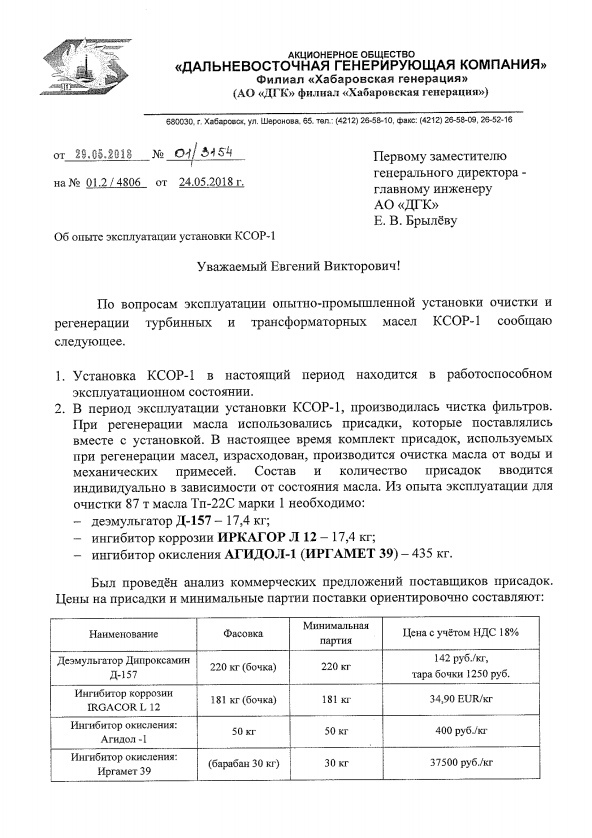 АКЦИОНЕРНОЕ ОБЩЕСТВО
«ДАЛЬНЕВОСТОЧНАЯ ГЕНЕРИРУЮЩАЯ КОМПАНИЯ»
Филиал «Хабаровская генерация»
(АО «ДГК» филиал «Хабаровская генерация»)
680030, г. Хабаровск, ул. Шеронова, 65. тел.: (4212) 26-58-10, факс: (4212) 26-58-09, 26-52-16
от 29.05.2018 № 01/3154
на № 01.2 / 4806 от 24.05.2018 г.
Первому заместителю
генерального директора -
главному инженеру
АО «ДГК»
Е. В. Брылёву
Об опыте эксплуатации установки КСОР-1
Уважаемый Евгений Викторович!
По вопросам эксплуатации опытно-промышленной установки очистки и
регенерации турбинных и трансформаторных масел КСОР-1 сообщаю
следующее.
1. Установка КСОР-1 в настоящий период находится в работоспособном
эксплуатационном состоянии.
2. В период эксплуатации установки КСОР-1, производилась чистка фильтров.
При регенерации масла использовались присадки, которые поставлялись
вместе с установкой. В настоящее время комплект присадок, используемых
при регенерации масел, израсходован, производится очистка масла от воды и
механических примесей. Состав и количество присадок вводится
индивидуально в зависимости от состояния масла. Из опыта эксплуатации для
очистки 87 т масла Тп-22С марки 1 необходимо:
– деэмульгатор Д-157 – 17,4 кг;
– ингибитор коррозии ИРКАГОР Л 12 – 17,4 кг;
– ингибитор окисления АГИДОЛ-1 (ИРГАМЕТ 39) – 435 кг.
Был проведён анализ коммерческих предложений поставщиков присадок.
Цены на присадки и минимальные партии поставки ориентировочно составляют:
Наименование Фасовка Минимальная партия Цена с учётом НДС 18%
Деэмульгатор Дипроксамин Д-157 220 кг (бочка) 220 кг 142 руб./кг, тара бочки 1250 руб.
Ингибитор коррозии IRGACOR L 12 181 кг (бочка) 181 кг 34,90 EUR/кг
Ингибитор окисления: Агидол -1 50 кг 50 кг 400 руб./кг
Ингибитор окисления: Иргамет 39 (барабан 30 кг) 30 кг 37500 руб./кг